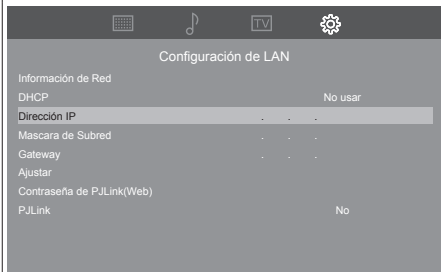 TV
Configuración de LAN
Información de Red
DHCP No usar
Dirección IP . . .
Mascara de Subred . . .
Gateway . . .
Ajustar
Contraseña de PJLink(Web)
PJLink No